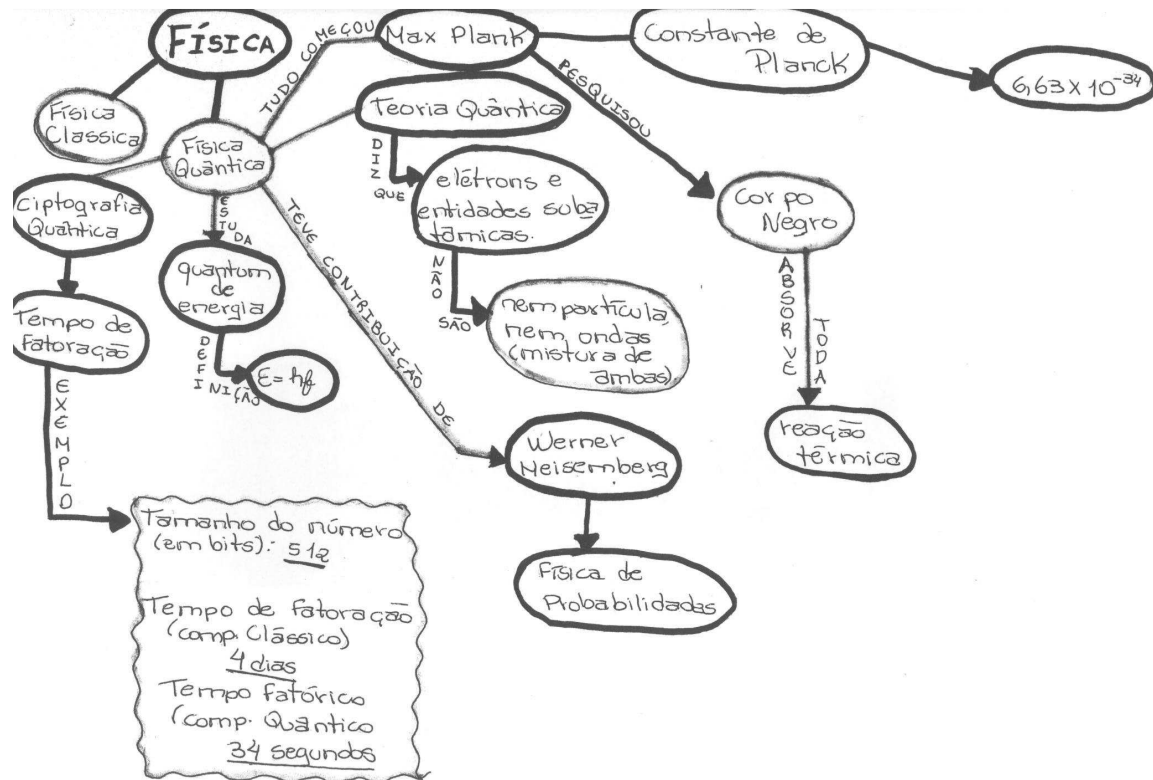 FÍSICA
Física
Classica
Física
Quântica
TUDO COMEÇOU
Max Plank
Constante de
Planck
6,63 x 10⁻³⁴
PESQUISOU
Corpo
Negro
ABSORVE
TODA
reação
térmica
Teoria Quântica
DIZ
QUE
elétrons e
entidades suba
tâmicas.
NÃO
SÃO
nem partícula,
nem ondas
(mistura de
ambas)
ESTUDA
quantum
de
energia
DEFINIÇÃO
E = hf
TEVE CONTRIBUIÇÃO DE
Werner
Heisemberg
Física de
Probabilidadas
Ciptografia
Quântica
Tempo de
Fatoração
EXEMPLO
Tamanho do número
(em bits): 512
Tempo de fatoração
(comp. Clássico)
4 dias
Tempo fatórico
(comp. Quântico
34 segundos